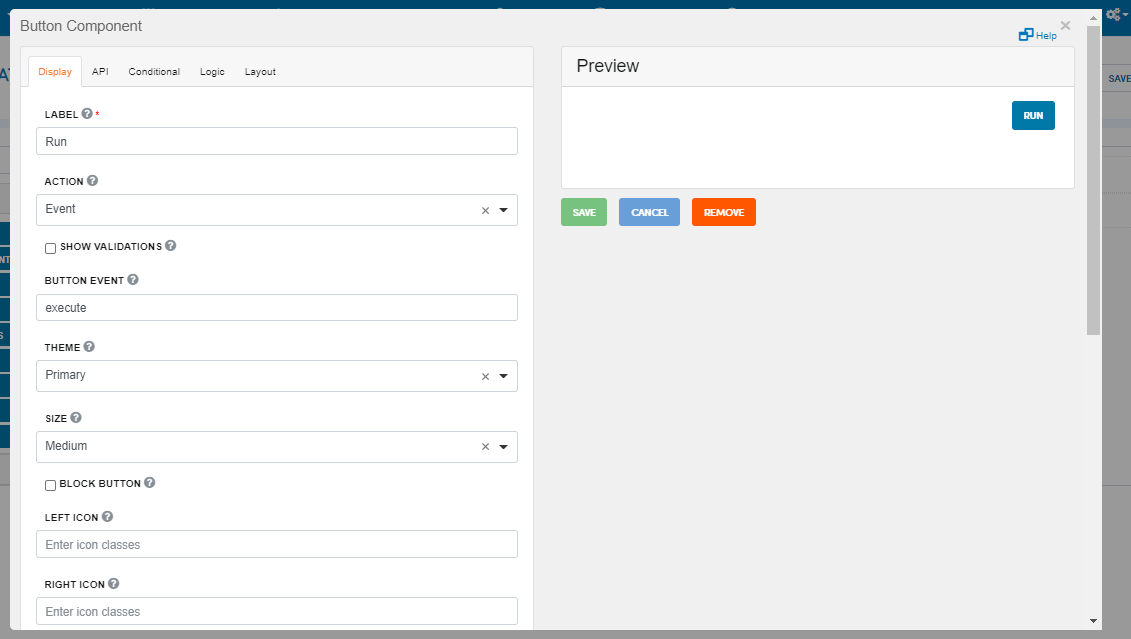 Button Component
Help
Display API Conditional Logic Layout
LABEL *
Run
ACTION
Event
SHOW VALIDATIONS
BUTTON EVENT
execute
THEME
Primary
SIZE
Medium
BLOCK BUTTON
LEFT ICON
Enter icon classes
RIGHT ICON
Enter icon classes
Preview
RUN
SAVE CANCEL REMOVE
SAVE